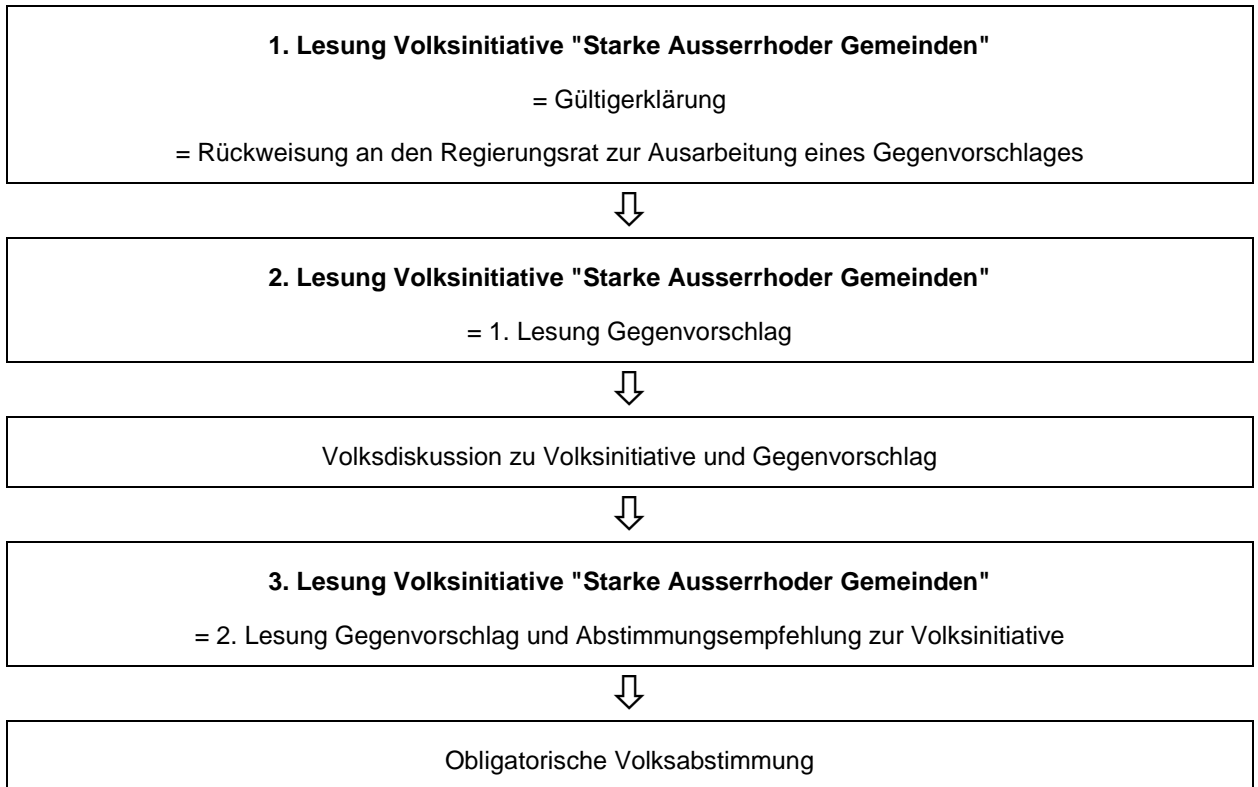 1. Lesung Volksinitiative "Starke Ausserrhoder Gemeinden"
= Gültigerklärung
= Rückweisung an den Regierungsrat zur Ausarbeitung eines Gegenvorschlages
2. Lesung Volksinitiative "Starke Ausserrhoder Gemeinden"
= 1. Lesung Gegenvorschlag
Volksdiskussion zu Volksinitiative und Gegenvorschlag
3. Lesung Volksinitiative "Starke Ausserrhoder Gemeinden"
= 2. Lesung Gegenvorschlag und Abstimmungsempfehlung zur Volksinitiative
Obligatorische Volksabstimmung